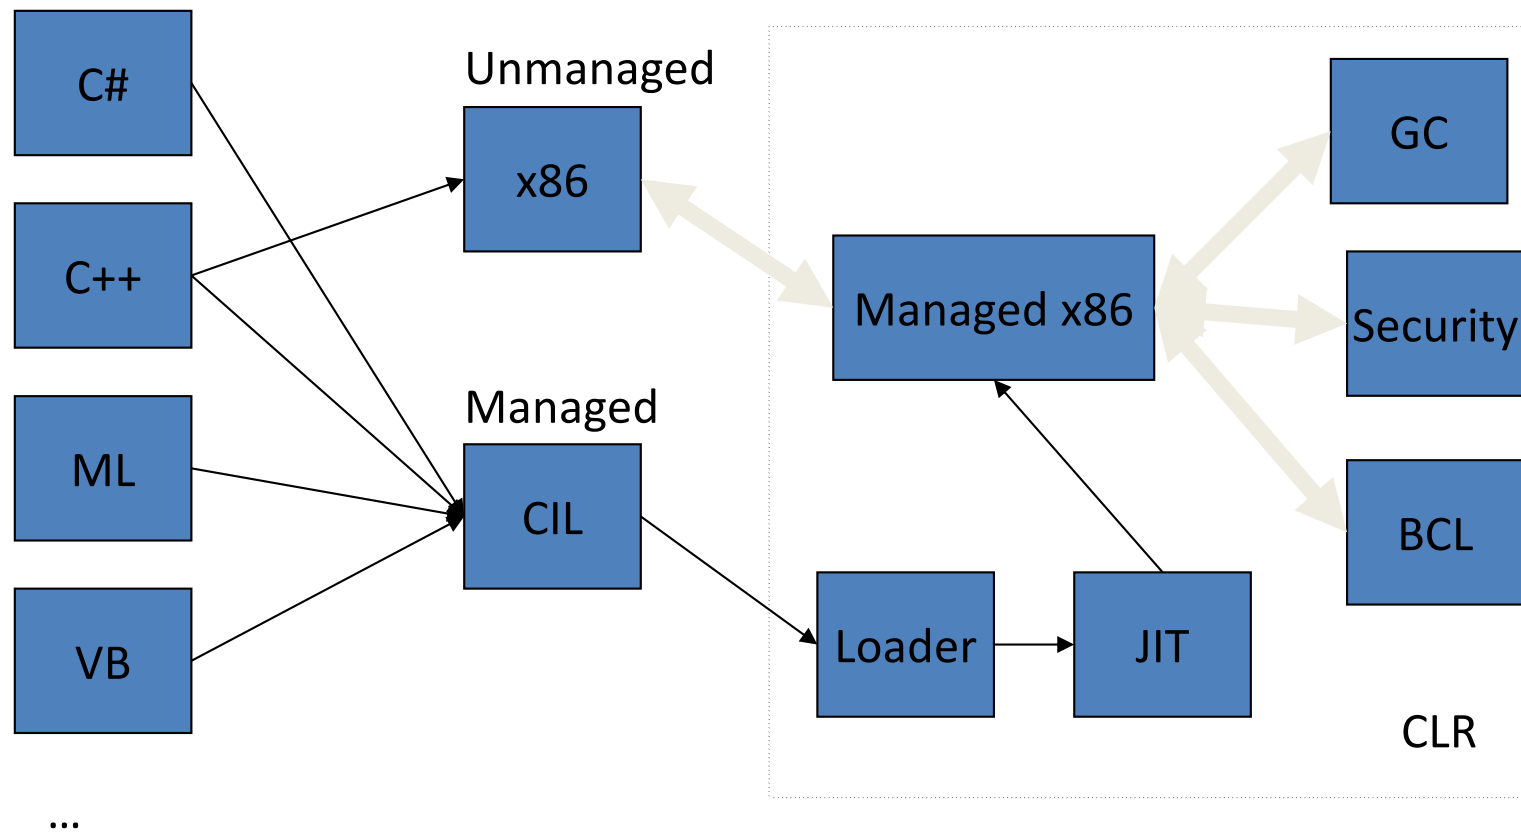 C#
C++
ML
VB
...
Unmanaged
x86
Managed
CIL
Managed x86
Loader
JIT
GC
Security
BCL
CLR